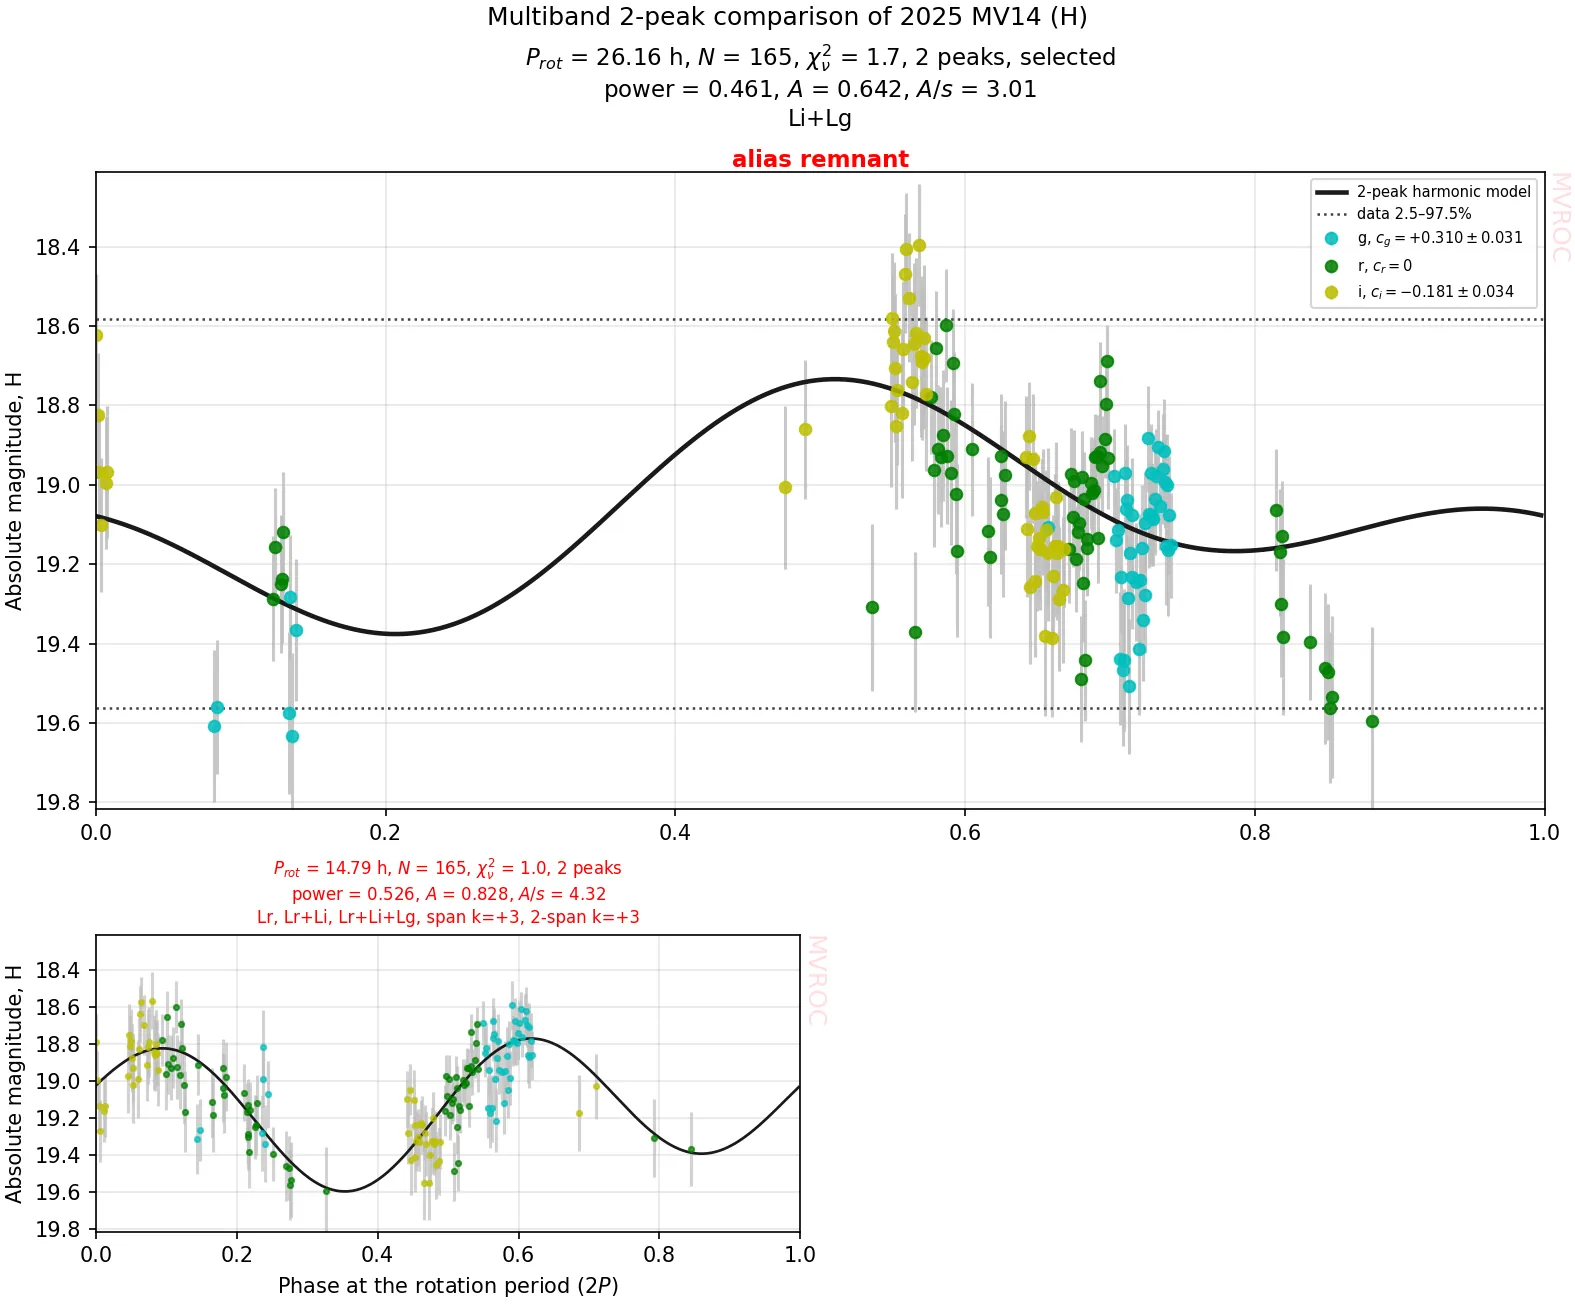 Multiband 2-peak comparison of 2025 MV14 (H)
P_rot = 26.16 h, N = 165, χ²_ν = 1.7, 2 peaks, selected
power = 0.461, A = 0.642, A/s = 3.01
Li+Lg
alias remnant
MVROC
2-peak harmonic model
data 2.5–97.5%
g, c_g = +0.310 ± 0.031
r, c_r = 0
i, c_i = −0.181 ± 0.034
Absolute magnitude, H
18.4
18.6
18.8
19.0
19.2
19.4
19.6
19.8
0.0 0.2 0.4 0.6 0.8 1.0
P_rot = 14.79 h, N = 165, χ²_ν = 1.0, 2 peaks
power = 0.526, A = 0.828, A/s = 4.32
Lr, Lr+Li, Lr+Li+Lg, span k=+3, 2-span k=+3
MVROC
Absolute magnitude, H
18.4
18.6
18.8
19.0
19.2
19.4
19.6
19.8
0.0 0.2 0.4 0.6 0.8 1.0
Phase at the rotation period (2P)